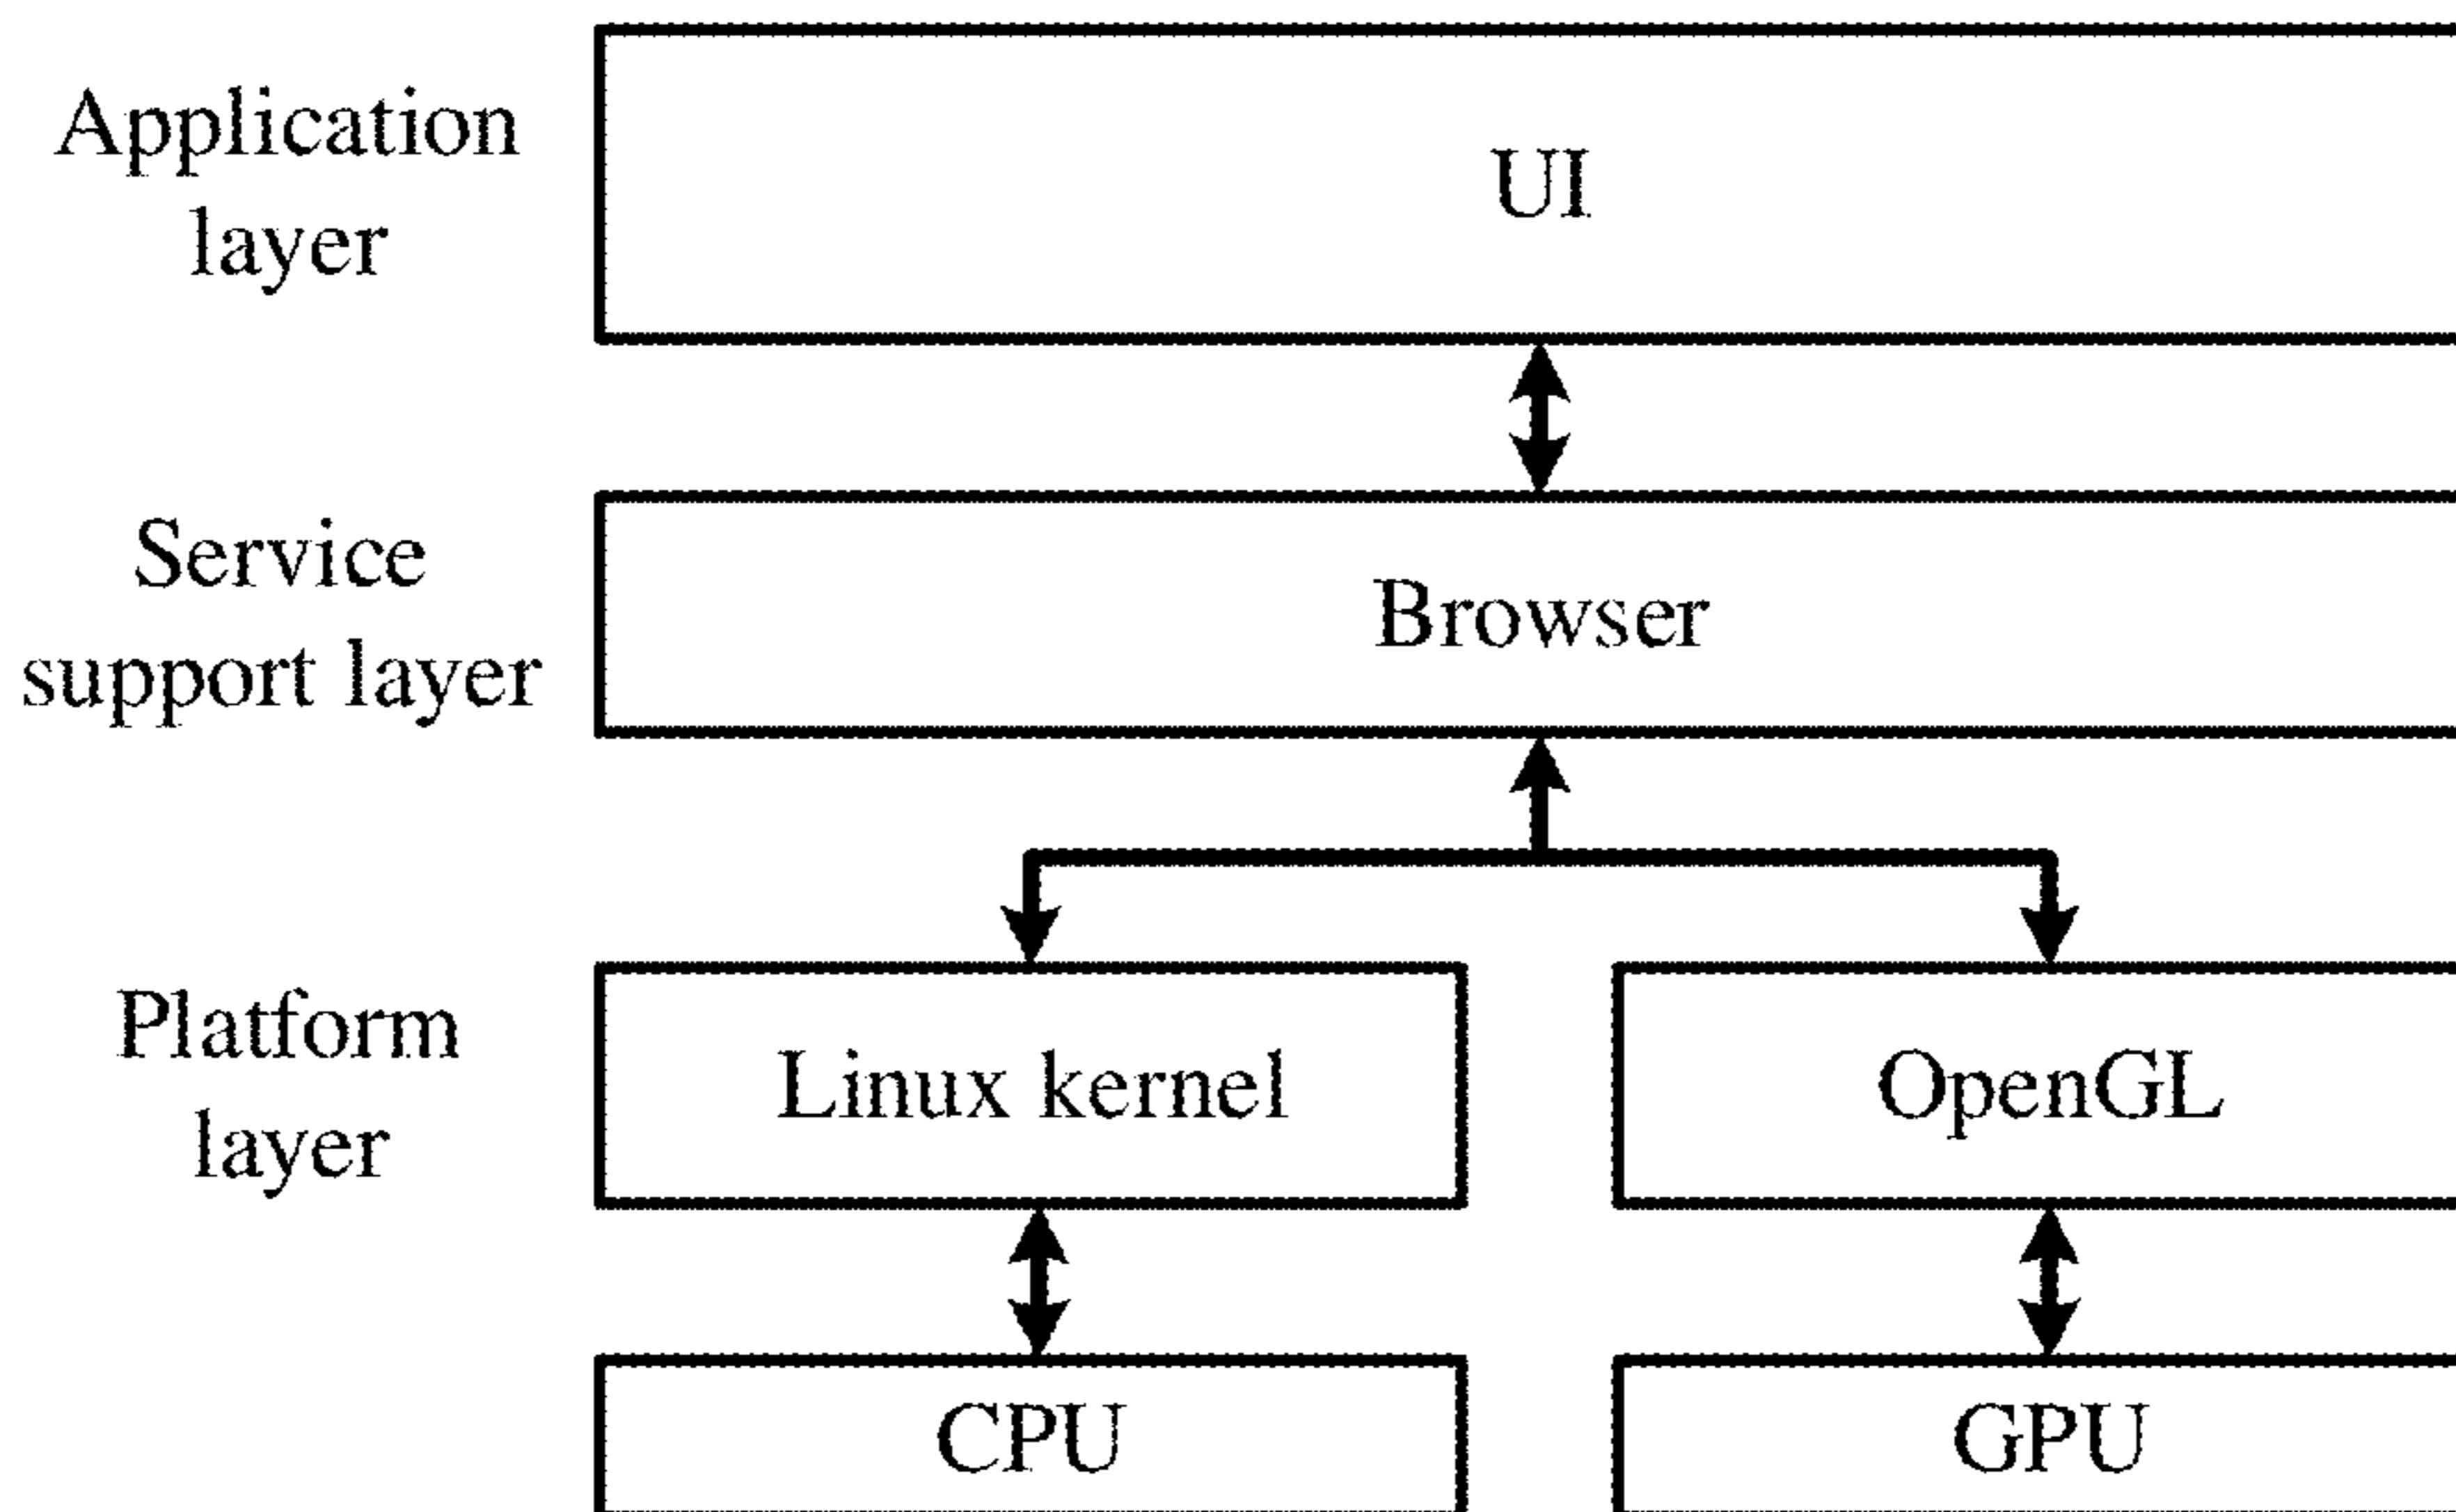 Application
layer
UI
Service
support layer
Browser
Platform
layer
Linux kernel
OpenGL
CPU
GPU